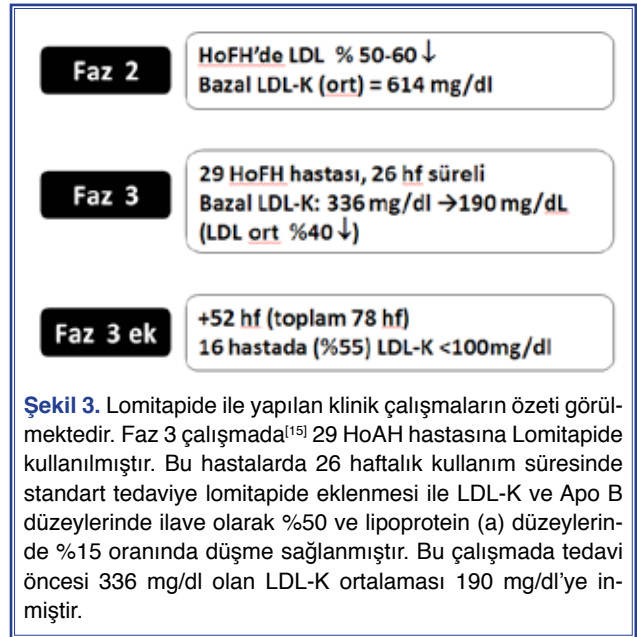 Faz 2
HoFH’de LDL % 50-60 ↓
Bazal LDL-K (ort) = 614 mg/dl
Faz 3
29 HoFH hastası, 26 hf süreli
Bazal LDL-K: 336 mg/dl →190 mg/dL
(LDL ort %40 ↓)
Faz 3 ek
+52 hf (toplam 78 hf)
16 hastada (%55) LDL-K <100mg/dl
Şekil 3. Lomitapide ile yapılan klinik çalışmaların özeti görül-
mektedir. Faz 3 çalışmada[15] 29 HoAH hastasına Lomitapide
kullanılmıştır. Bu hastalarda 26 haftalık kullanım süresinde
standart tedaviye lomitapide eklenmesi ile LDL-K ve Apo B
düzeylerinde ilave olarak %50 ve lipoprotein (a) düzeylerin-
de %15 oranında düşme sağlanmıştır. Bu çalışmada tedavi
öncesi 336 mg/dl olan LDL-K ortalaması 190 mg/dl’ye in-
miştir.